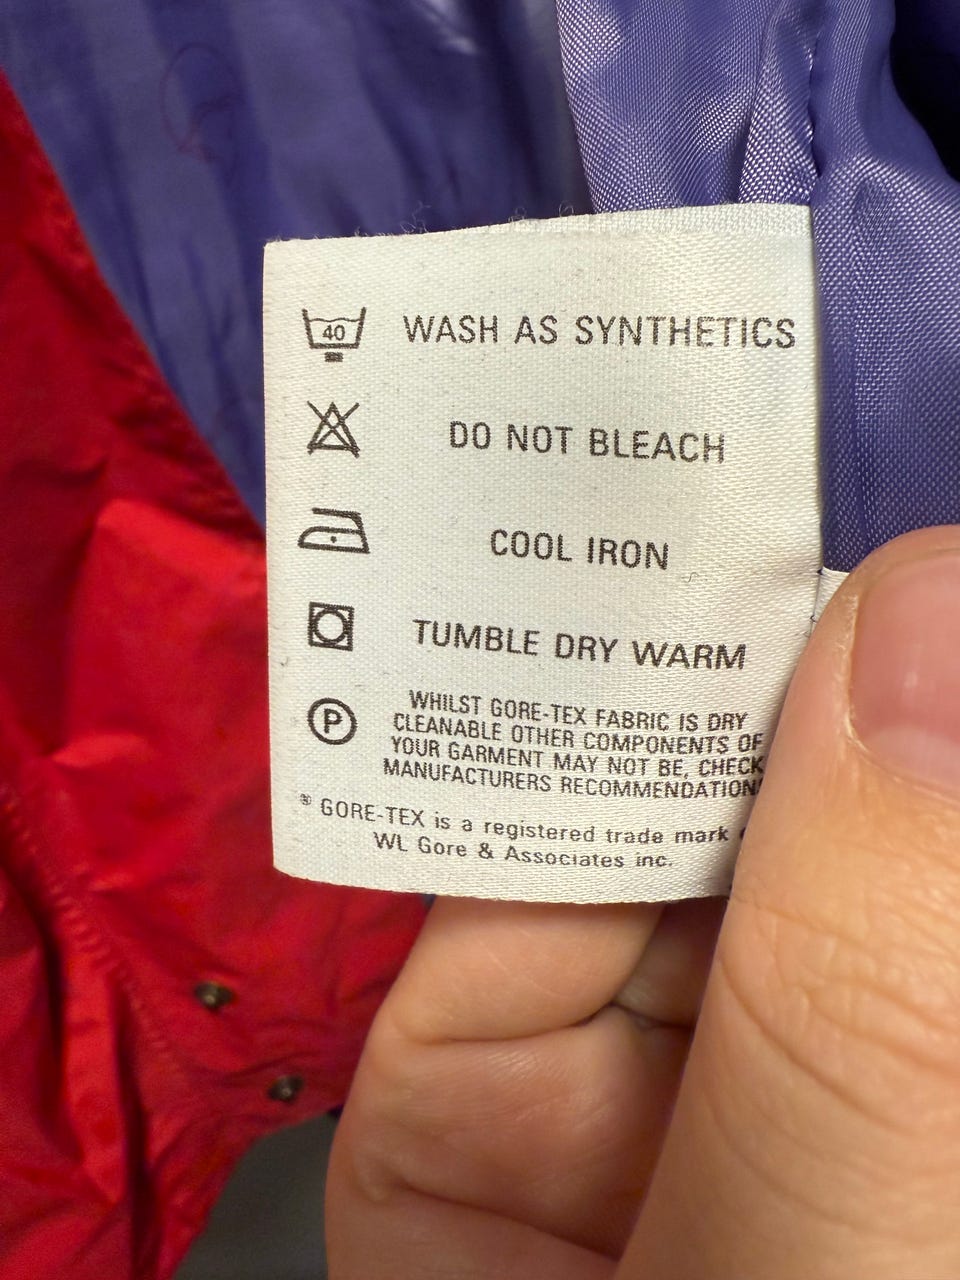 40 WASH AS SYNTHETICS
DO NOT BLEACH
COOL IRON
TUMBLE DRY WARM
P WHILST GORE-TEX FABRIC IS DRY
CLEANABLE OTHER COMPONENTS OF
YOUR GARMENT MAY NOT BE, CHECK
MANUFACTURERS RECOMMENDATION
® GORE-TEX is a registered trade mark
WL Gore & Associates inc.